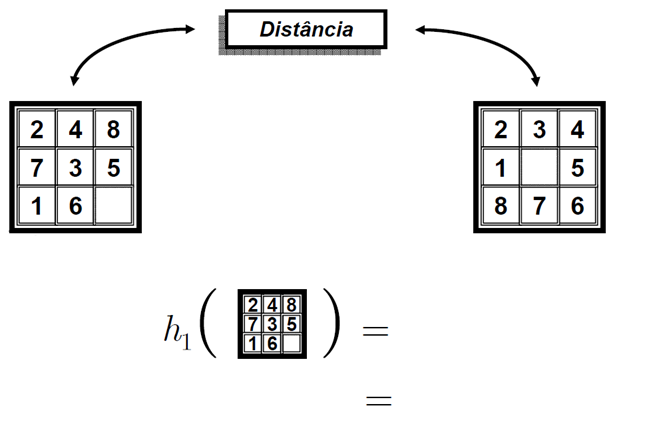 Distância
2 4 8
7 3 5
1 6
2 3 4
1 5
8 7 6
h₁( 2 4 8
7 3 5
1 6 ) =
=